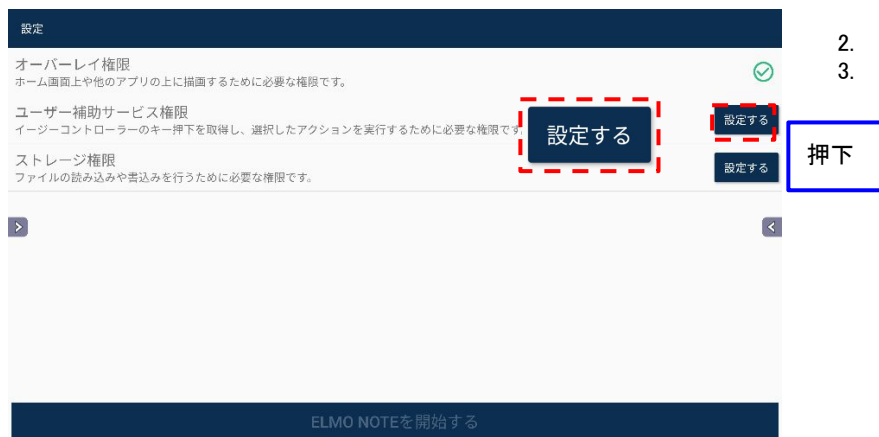 設定
2.
3.
オーバーレイ権限
ホーム画面上や他のアプリの上に描画するために必要な権限です。
ユーザー補助サービス権限
イージーコントローラーのキー押下を取得し、選択したアクションを実行するために必要な権限です
設定する
設定する
押下
ストレージ権限
ファイルの読み込みや書込みを行うために必要な権限です。
設定する
ELMO NOTEを開始する